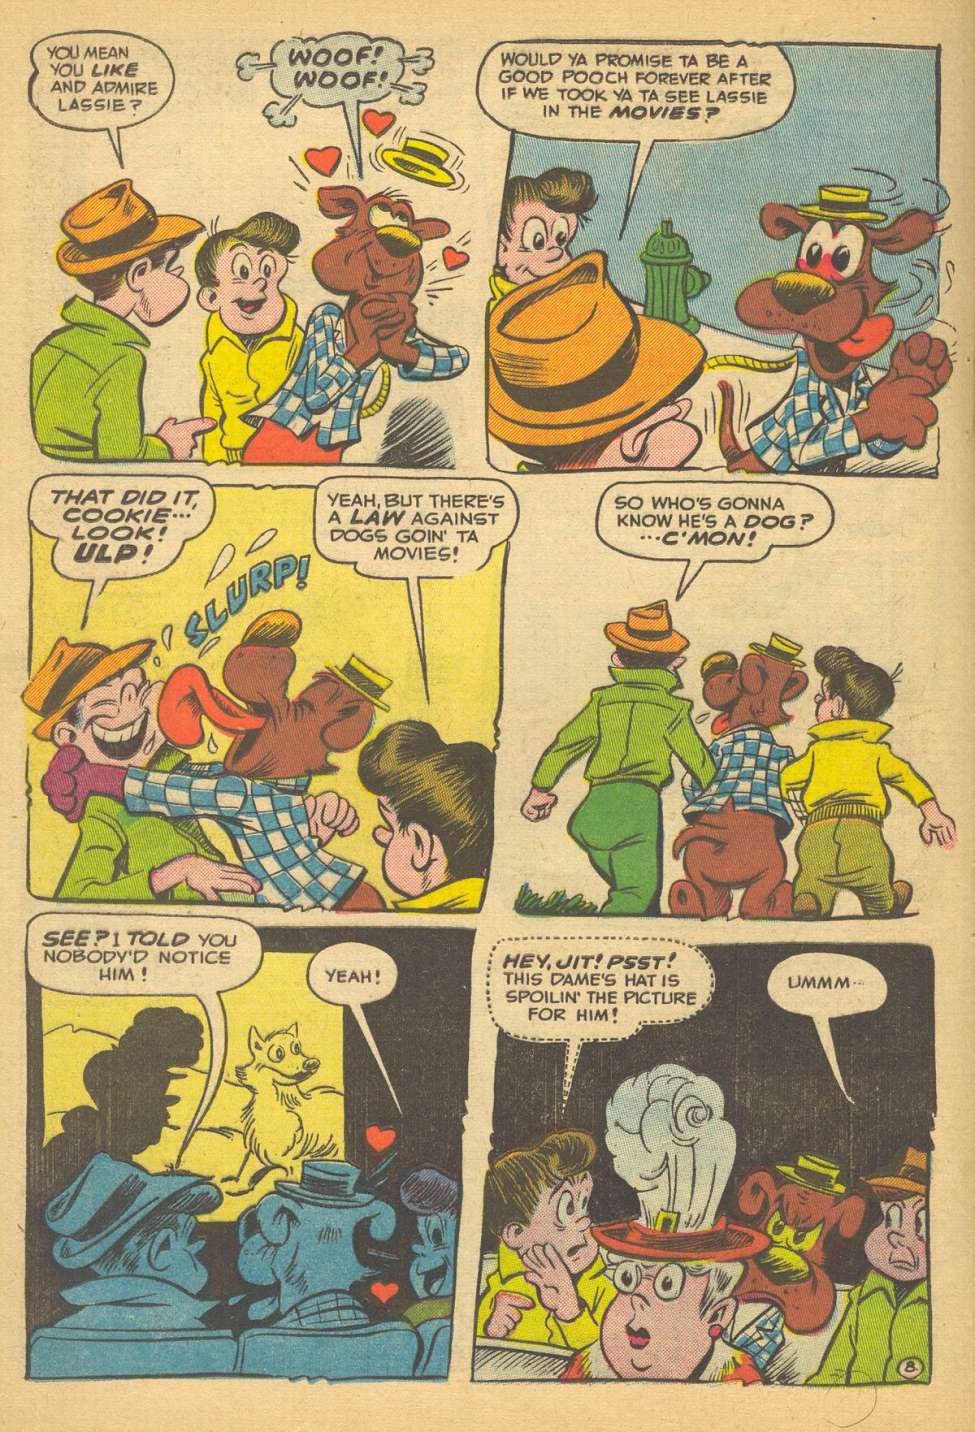 YOU MEAN
YOU LIKE
AND ADMIRE
LASSIE?
WOOF!
WOOF!
WOULD YA PROMISE TA BE A
GOOD POOCH FOREVER AFTER
IF WE TOOK YA TA SEE LASSIE
IN THE MOVIES?
THAT DID IT,
COOKIE...
LOOK!
ULP!
SLURP!
YEAH, BUT THERE'S
A LAW AGAINST
DOGS GOIN' TA
MOVIES!
SO WHO'S GONNA
KNOW HE'S A DOG?
...C'MON!
SEE? I TOLD YOU
NOBODY'D NOTICE
HIM!
YEAH!
HEY, JIT! PSST!
THIS DAME'S HAT IS
SPOILIN' THE PICTURE
FOR HIM!
UMMM...
8